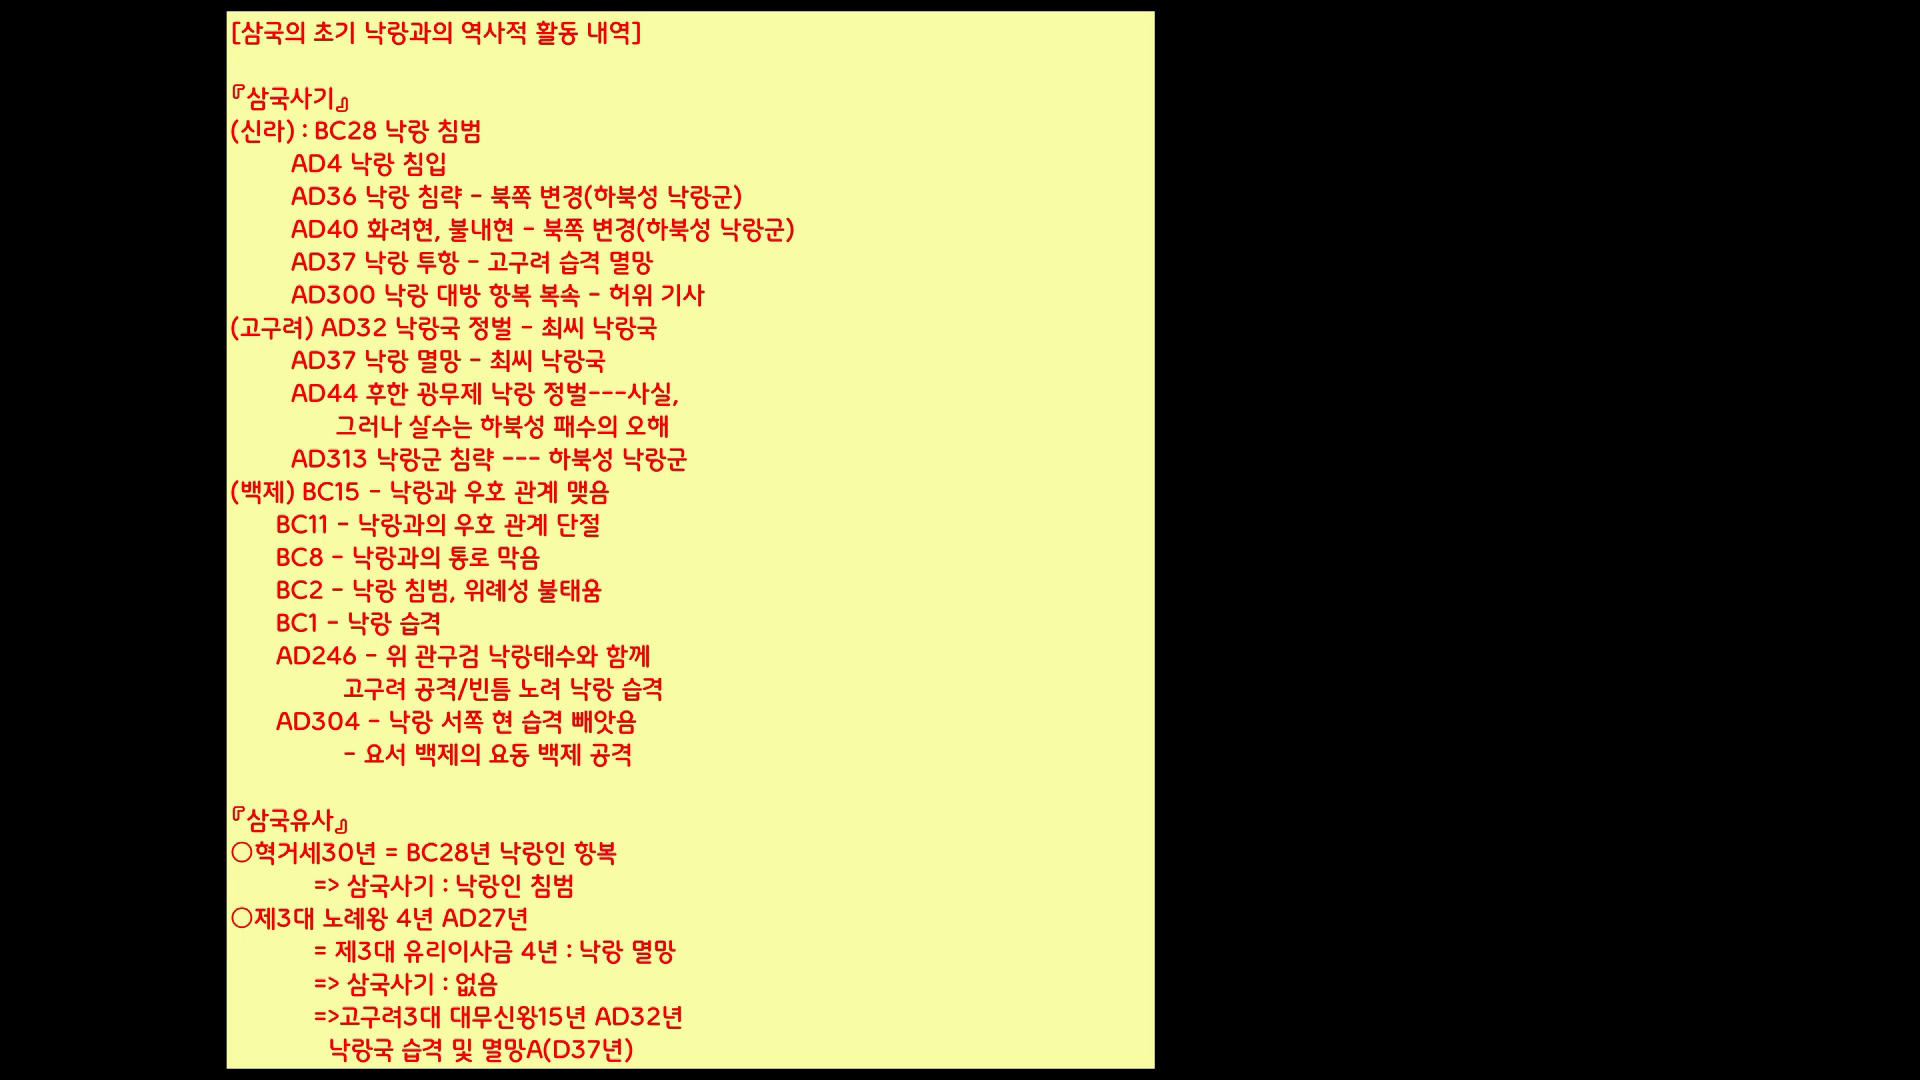 [삼국의 초기 낙랑과의 역사적 활동 내역]
『삼국사기』
(신라) : BC28 낙랑 침범
AD4 낙랑 침입
AD36 낙랑 침략 - 북쪽 변경(하북성 낙랑군)
AD40 화려현, 불내현 - 북쪽 변경(하북성 낙랑군)
AD37 낙랑 투항 - 고구려 습격 멸망
AD300 낙랑 대방 항복 복속 - 허위 기사
(고구려) AD32 낙랑국 정벌 - 최씨 낙랑국
AD37 낙랑 멸망 - 최씨 낙랑국
AD44 후한 광무제 낙랑 정벌---사실,
그러나 살수는 하북성 패수의 오해
AD313 낙랑군 침략 --- 하북성 낙랑군
(백제) BC15 - 낙랑과 우호 관계 맺음
BC11 - 낙랑과의 우호 관계 단절
BC8 - 낙랑과의 통로 막음
BC2 - 낙랑 침범, 위례성 불태움
BC1 - 낙랑 습격
AD246 - 위 관구검 낙랑태수와 함께
고구려 공격/빈틈 노려 낙랑 습격
AD304 - 낙랑 서쪽 현 습격 빼앗음
- 요서 백제의 요동 백제 공격
『삼국유사』
○혁거세30년 = BC28년 낙랑인 항복
=> 삼국사기 : 낙랑인 침범
○제3대 노례왕 4년 AD27년
= 제3대 유리이사금 4년 : 낙랑 멸망
=> 삼국사기 : 없음
=>고구려3대 대무신왕15년 AD32년
낙랑국 습격 및 멸망A(D37년)